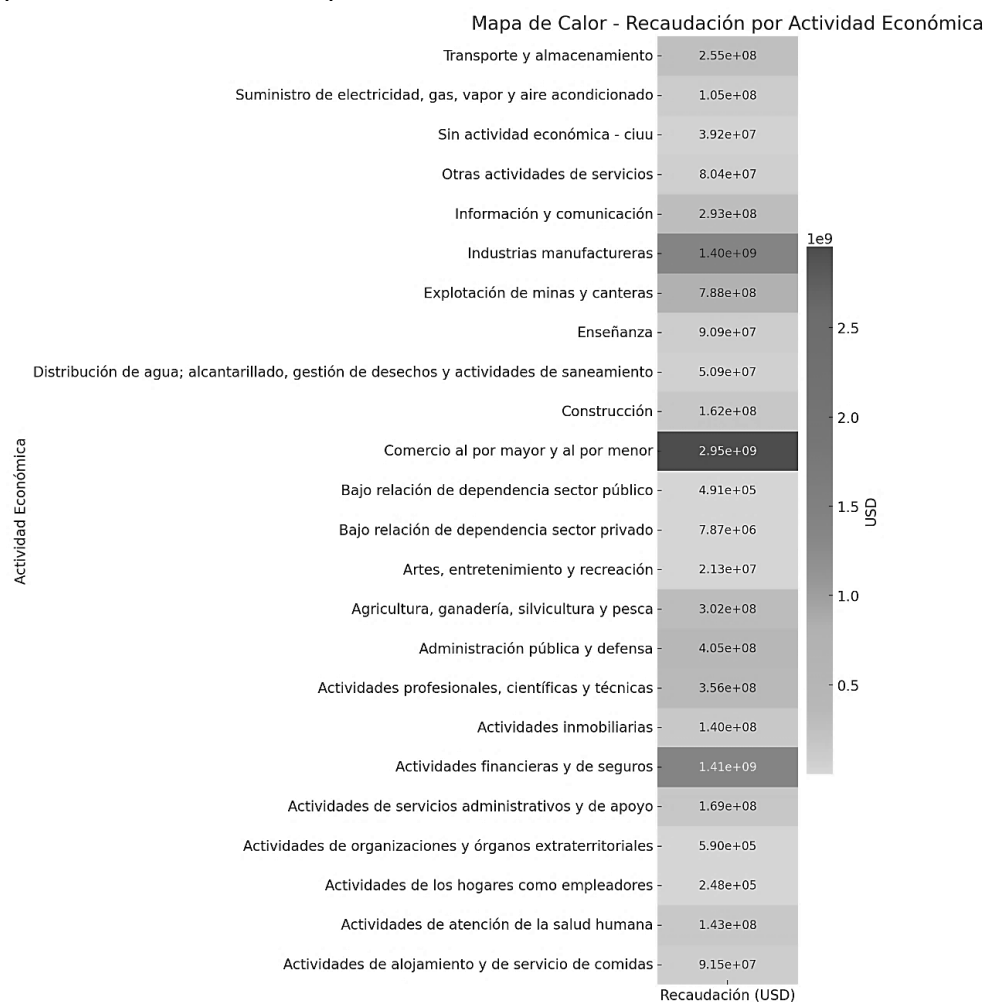 Mapa de Calor - Recaudación por Actividad Económica
Transporte y almacenamiento 2.55e+08
Suministro de electricidad, gas, vapor y aire acondicionado 1.05e+08
Sin actividad económica - ciuu 3.92e+07
Otras actividades de servicios 8.04e+07
Información y comunicación 2.93e+08
Industrias manufactureras 1.40e+09
Explotación de minas y canteras 7.88e+08
Enseñanza 9.09e+07
Distribución de agua; alcantarillado, gestión de desechos y actividades de saneamiento 5.09e+07
Construcción 1.62e+08
Comercio al por mayor y al por menor 2.95e+09
Bajo relación de dependencia sector público 4.91e+05
Bajo relación de dependencia sector privado 7.87e+06
Artes, entretenimiento y recreación 2.13e+07
Agricultura, ganadería, silvicultura y pesca 3.02e+08
Administración pública y defensa 4.05e+08
Actividades profesionales, científicas y técnicas 3.56e+08
Actividades inmobiliarias 1.40e+08
Actividades financieras y de seguros 1.41e+09
Actividades de servicios administrativos y de apoyo 1.69e+08
Actividades de organizaciones y órganos extraterritoriales 5.90e+05
Actividades de los hogares como empleadores 2.48e+05
Actividades de atención de la salud humana 1.43e+08
Actividades de alojamiento y de servicio de comidas 9.15e+07
Recaudación (USD)
Actividad Económica
1e9
2.5
2.0
1.5
1.0
0.5
USD